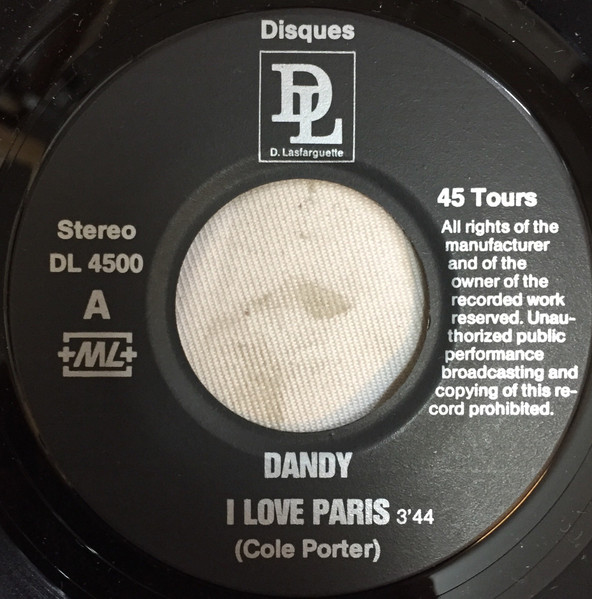 Disques
DL
D. Lasfarguette
Stereo
DL 4500
A
+ML+
45 Tours
All rights of the
manufacturer
and of the
owner of the
recorded work
reserved. Unau-
thorized public
performance
broadcasting and
copying of this re-
cord prohibited.
DANDY
I LOVE PARIS 3'44
(Cole Porter)